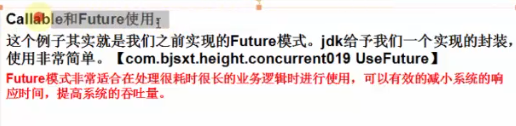 Callable和Future使用：
这个例子其实就是我们之前实现的Future模式。jdk给予我们一个实现的封装，
使用非常简单。【com.bjsxt.height.concurrent019 UseFuture】
Future模式非常适合在处理很耗时很长的业务逻辑时进行使用，可以有效的减小系统的响
应时间，提高系统的吞吐量。